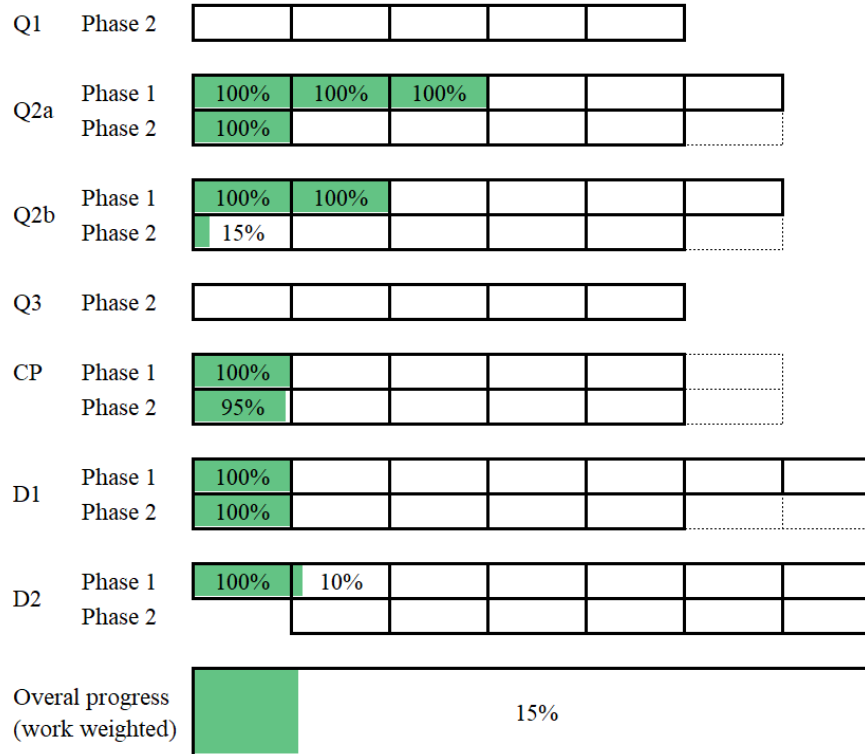 Q1 Phase 2
Q2a Phase 1 100% 100% 100%
Phase 2 100%
Q2b Phase 1 100% 100%
Phase 2 15%
Q3 Phase 2
CP Phase 1 100%
Phase 2 95%
D1 Phase 1 100%
Phase 2 100%
D2 Phase 1 100% 10%
Phase 2
Overal progress
(work weighted)
15%